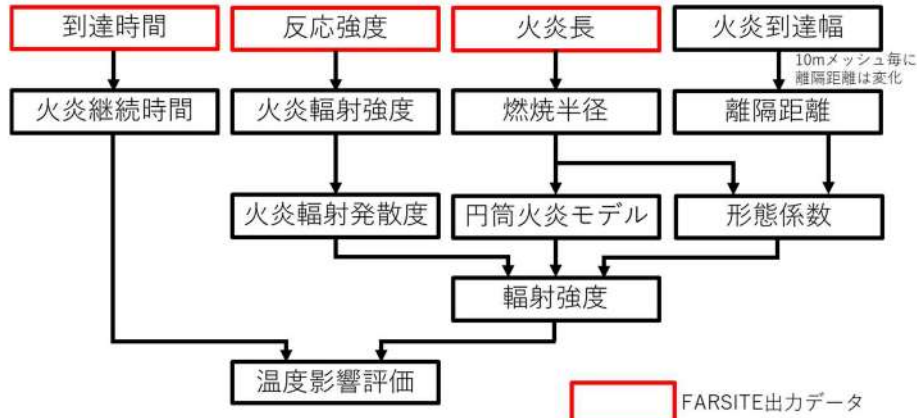 到達時間
反応強度
火炎長
火炎到達幅
10mメッシュ毎に
離隔距離は変化
火炎継続時間
火炎輻射強度
燃焼半径
離隔距離
火炎輻射発散度
円筒火炎モデル
形態係数
輻射強度
温度影響評価
FARSITE出力データ